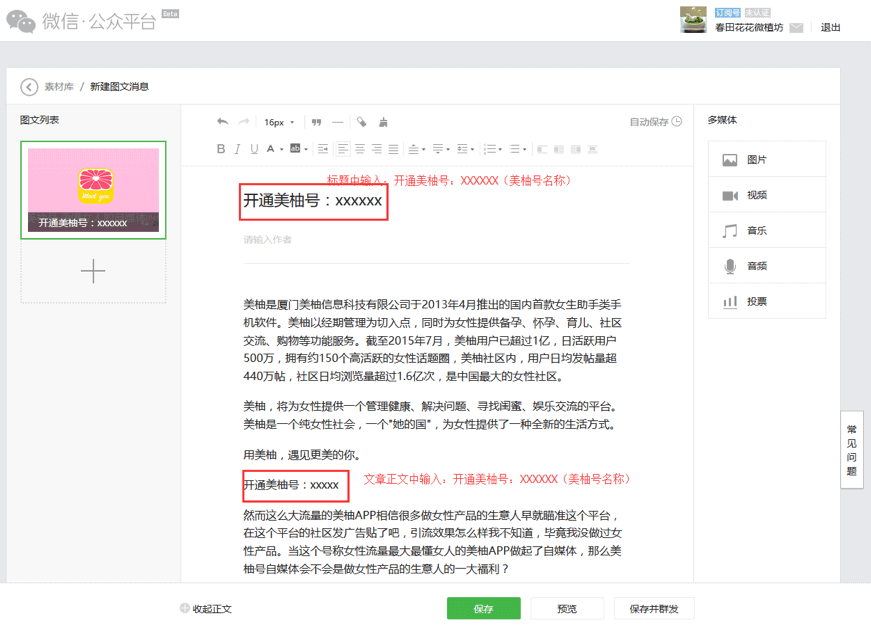 微信·公众平台 Beta
订阅号 未认证
春田花花微植坊
退出
素材库 / 新建图文消息
图文列表
16px
自动保存
多媒体
B I U A ab
标题中输入：开通美柚号：XXXXXX（美柚号名称）
开通美柚号：xxxxxx
开通美柚号：xxxxxx
请输入作者
图片
视频
音乐
音频
投票
美柚是厦门美柚信息科技有限公司于2013年4月推出的国内首款女生助手类手
机软件。美柚以经期管理为切入点，同时为女性提供备孕、怀孕、育儿、社区
交流、购物等功能服务。截至2015年7月，美柚用户已超过1亿，日活跃用户
500万，拥有约150个高活跃的女性话题圈，美柚社区内，用户日均发帖量超
440万帖，社区日均浏览量超过1.6亿次，是中国最大的女性社区。
美柚，将为女性提供一个管理健康、解决问题、寻找闺蜜、娱乐交流的平台。
美柚是一个纯女性社会，一个"她的国"，为女性提供了一种全新的生活方式。
用美柚，遇见更美的你。
开通美柚号：xxxxx
文章正文中输入：开通美柚号：XXXXXX（美柚号名称）
然而这么大流量的美柚APP相信很多做女性产品的生意人早就瞄准这个平台，
在这个平台的社区发广告贴了吧，引流效果怎么样我不知道，毕竟我没做过女
性产品。当这个号称女性流量最大最懂女人的美柚APP做起了自媒体，那么美
柚号自媒体会不会是做女性产品的生意人的一大福利？
常见问题
收起正文
保存
预览
保存并群发